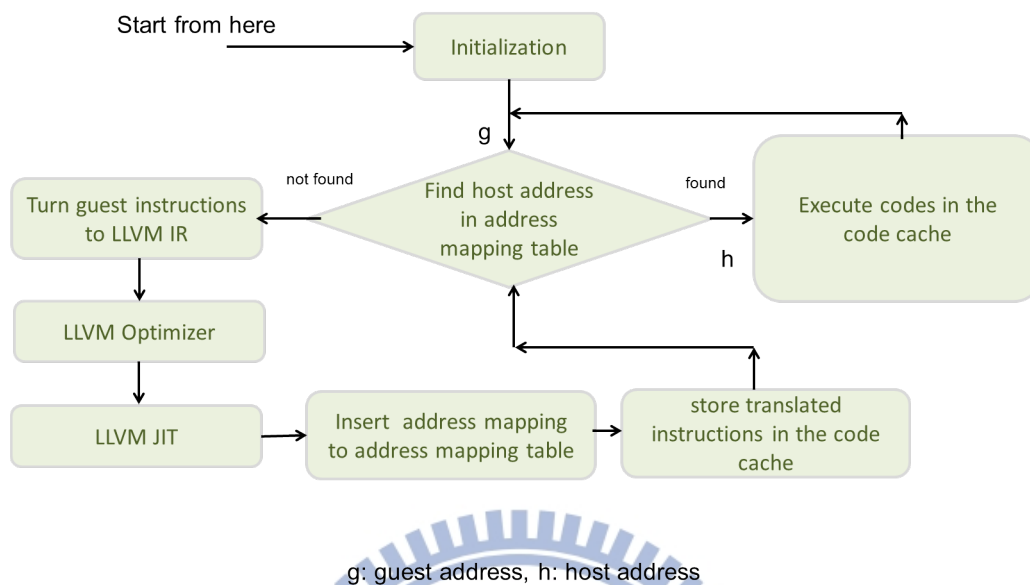 Start from here
Initialization
g
not found
found
Find host address
in address
mapping table
h
Execute codes in the
code cache
Turn guest instructions
to LLVM IR
LLVM Optimizer
LLVM JIT
Insert address mapping
to address mapping table
store translated
instructions in the code
cache
g: guest address, h: host address